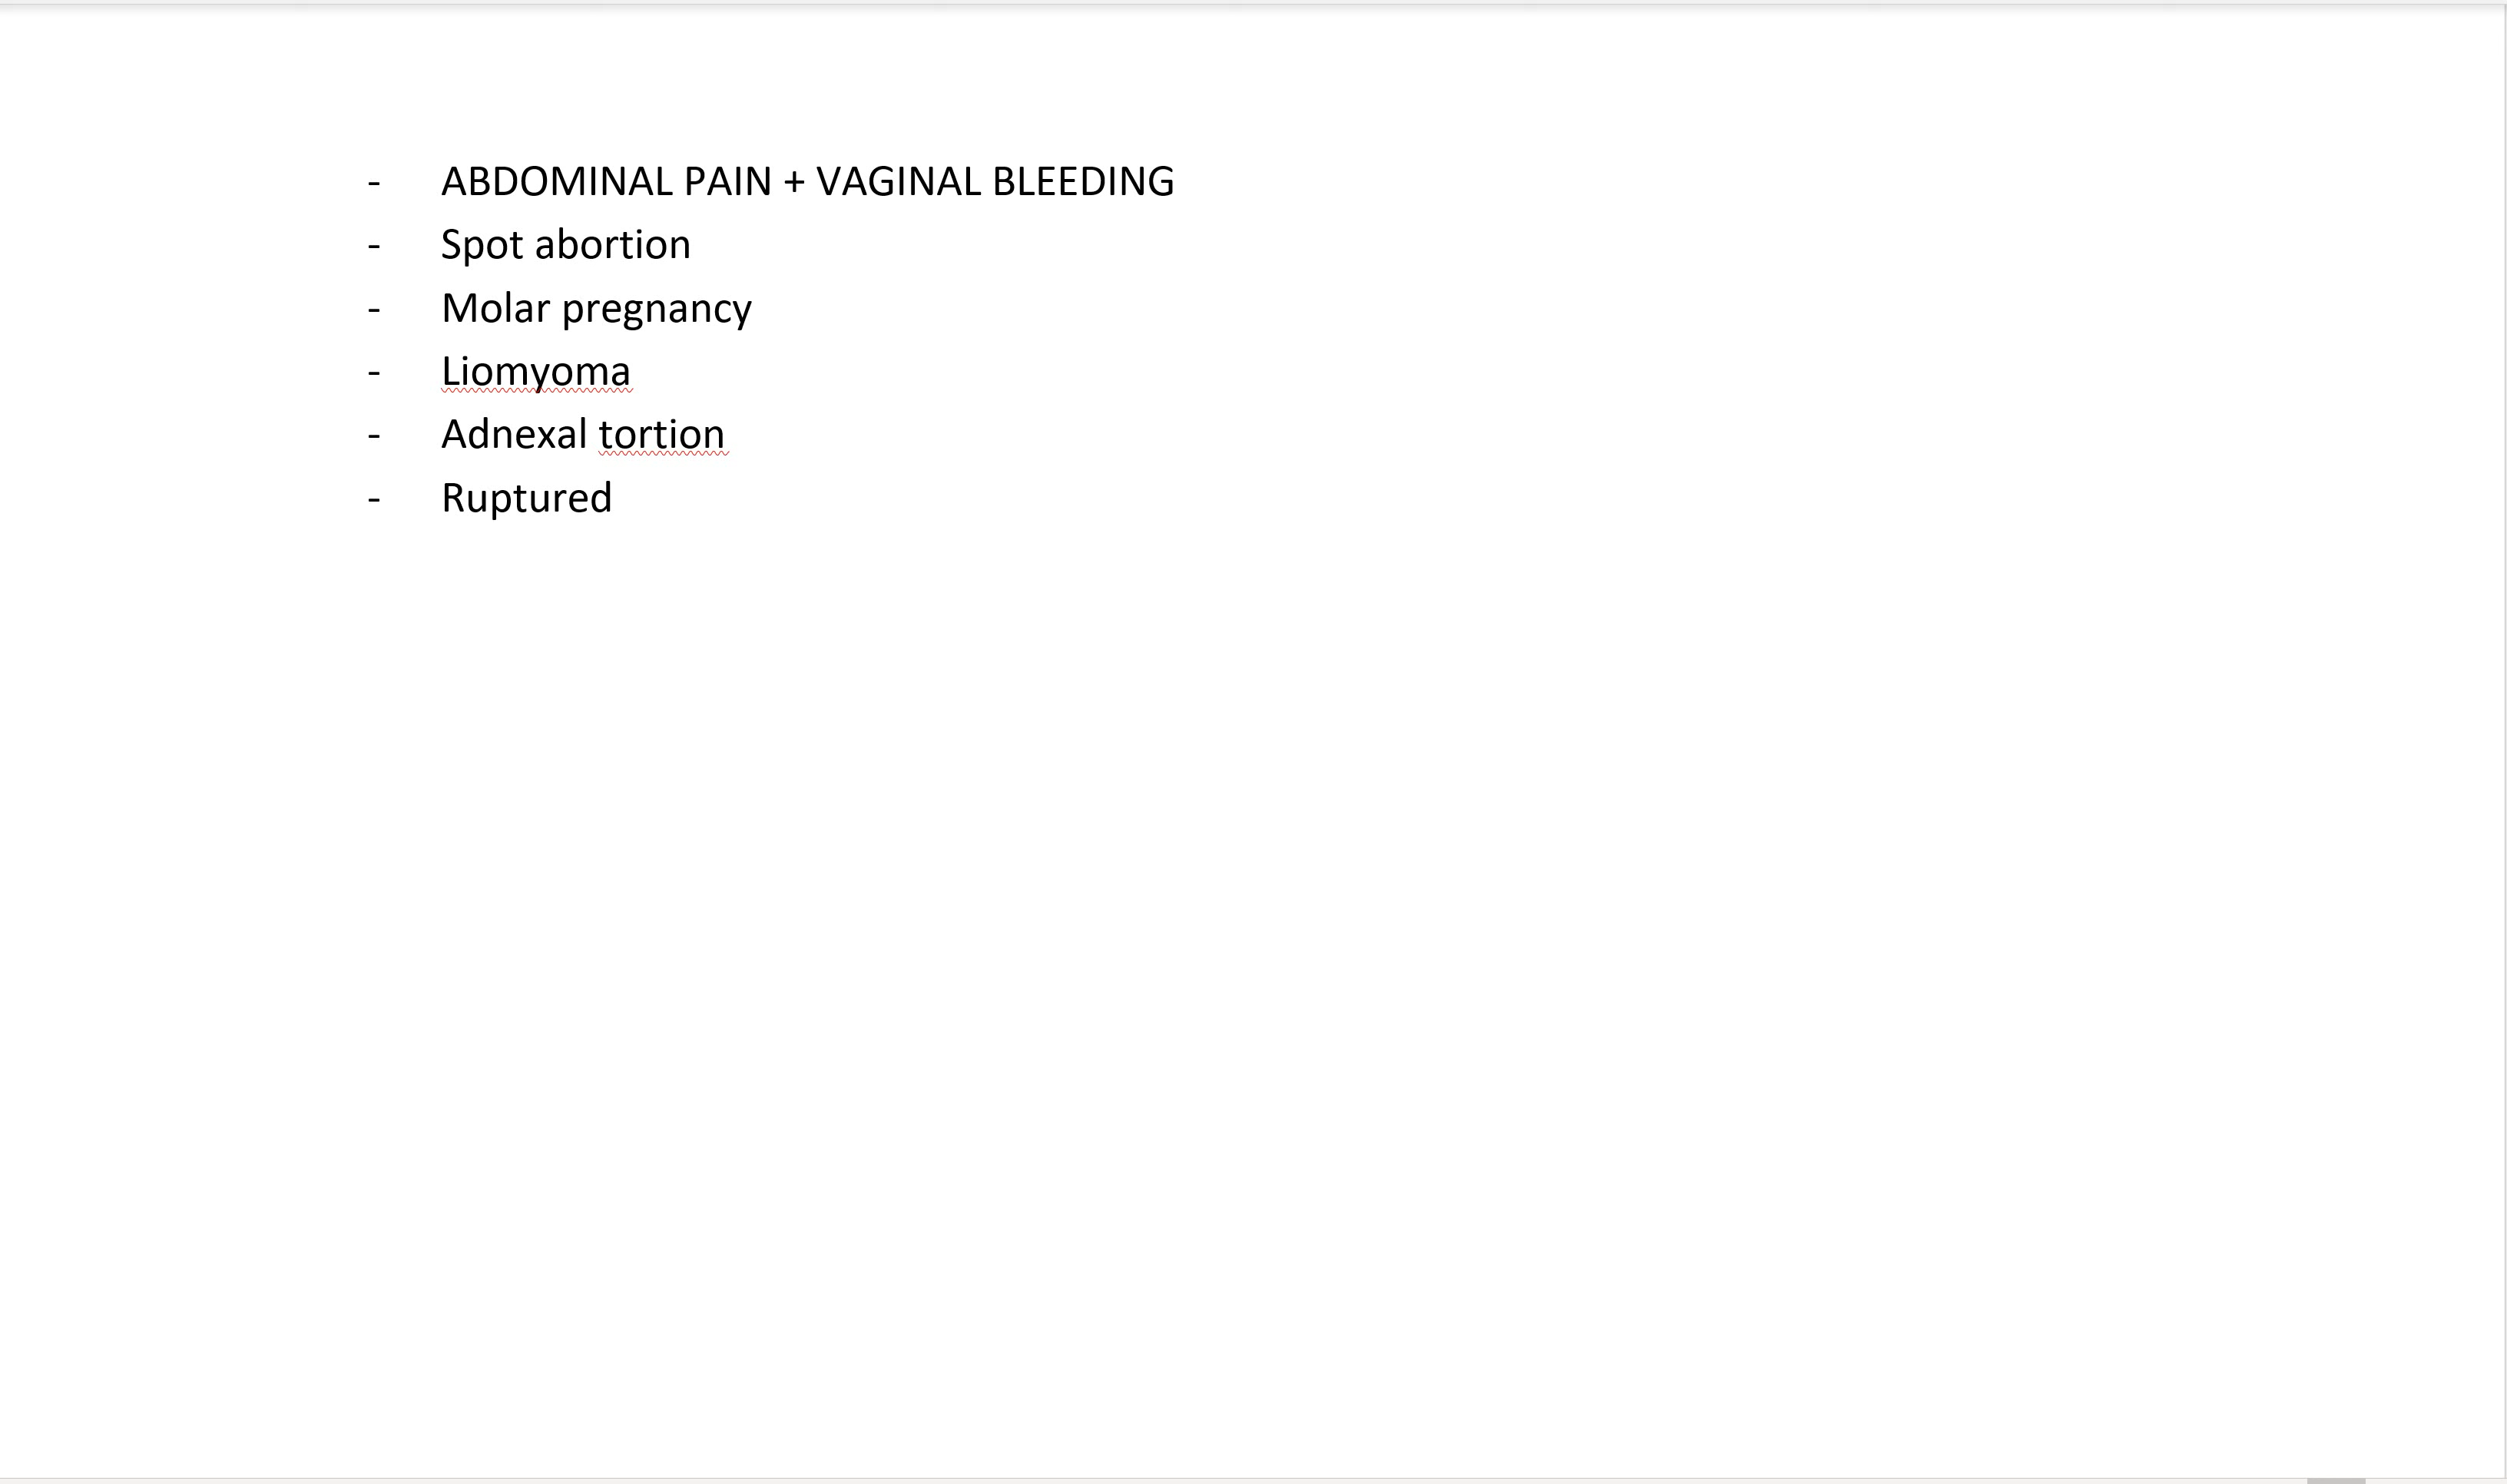 - ABDOMINAL PAIN + VAGINAL BLEEDING
- Spot abortion
- Molar pregnancy
- Liomyoma
- Adnexal tortion
- Ruptured